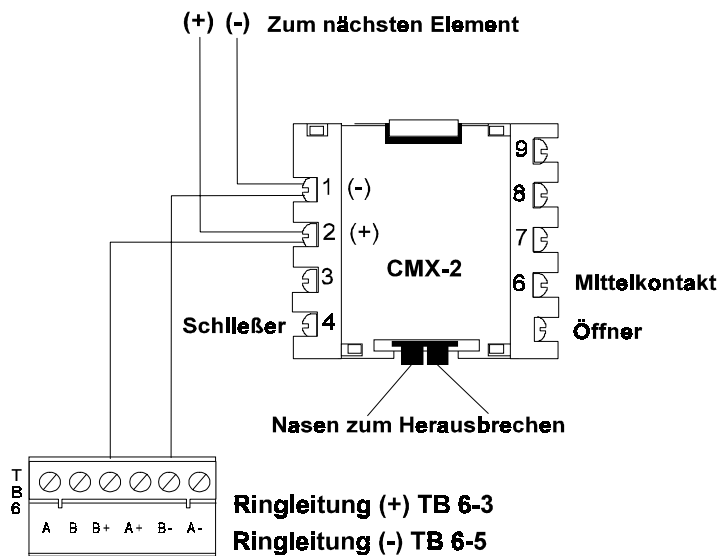 (+) (-) Zum nächsten Element
9
1 (-)
8
2 (+)
7
CMX-2
3
6 Mittelkontakt
Schließer 4
Öffner
Nasen zum Herausbrechen
TB6
A B B+ A+ B- A-
Ringleitung (+) TB 6-3
Ringleitung (-) TB 6-5